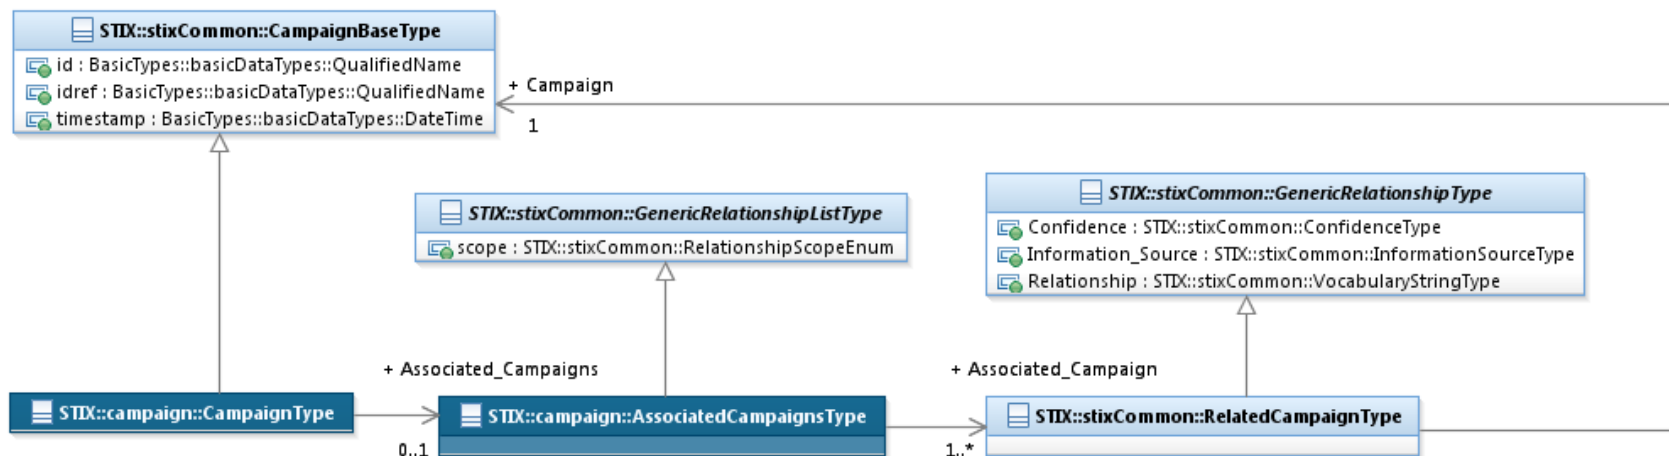 STIX::stixCommon::CampaignBaseType
id : BasicTypes::basicDataTypes::QualifiedName
idref : BasicTypes::basicDataTypes::QualifiedName
timestamp : BasicTypes::basicDataTypes::DateTime
+ Campaign
1
STIX::stixCommon::GenericRelationshipListType
scope : STIX::stixCommon::RelationshipScopeEnum
STIX::stixCommon::GenericRelationshipType
Confidence : STIX::stixCommon::ConfidenceType
Information_Source : STIX::stixCommon::InformationSourceType
Relationship : STIX::stixCommon::VocabularyStringType
+ Associated_Campaigns
+ Associated_Campaign
STIX::campaign::CampaignType
STIX::campaign::AssociatedCampaignsType
STIX::stixCommon::RelatedCampaignType
0..1
1..*